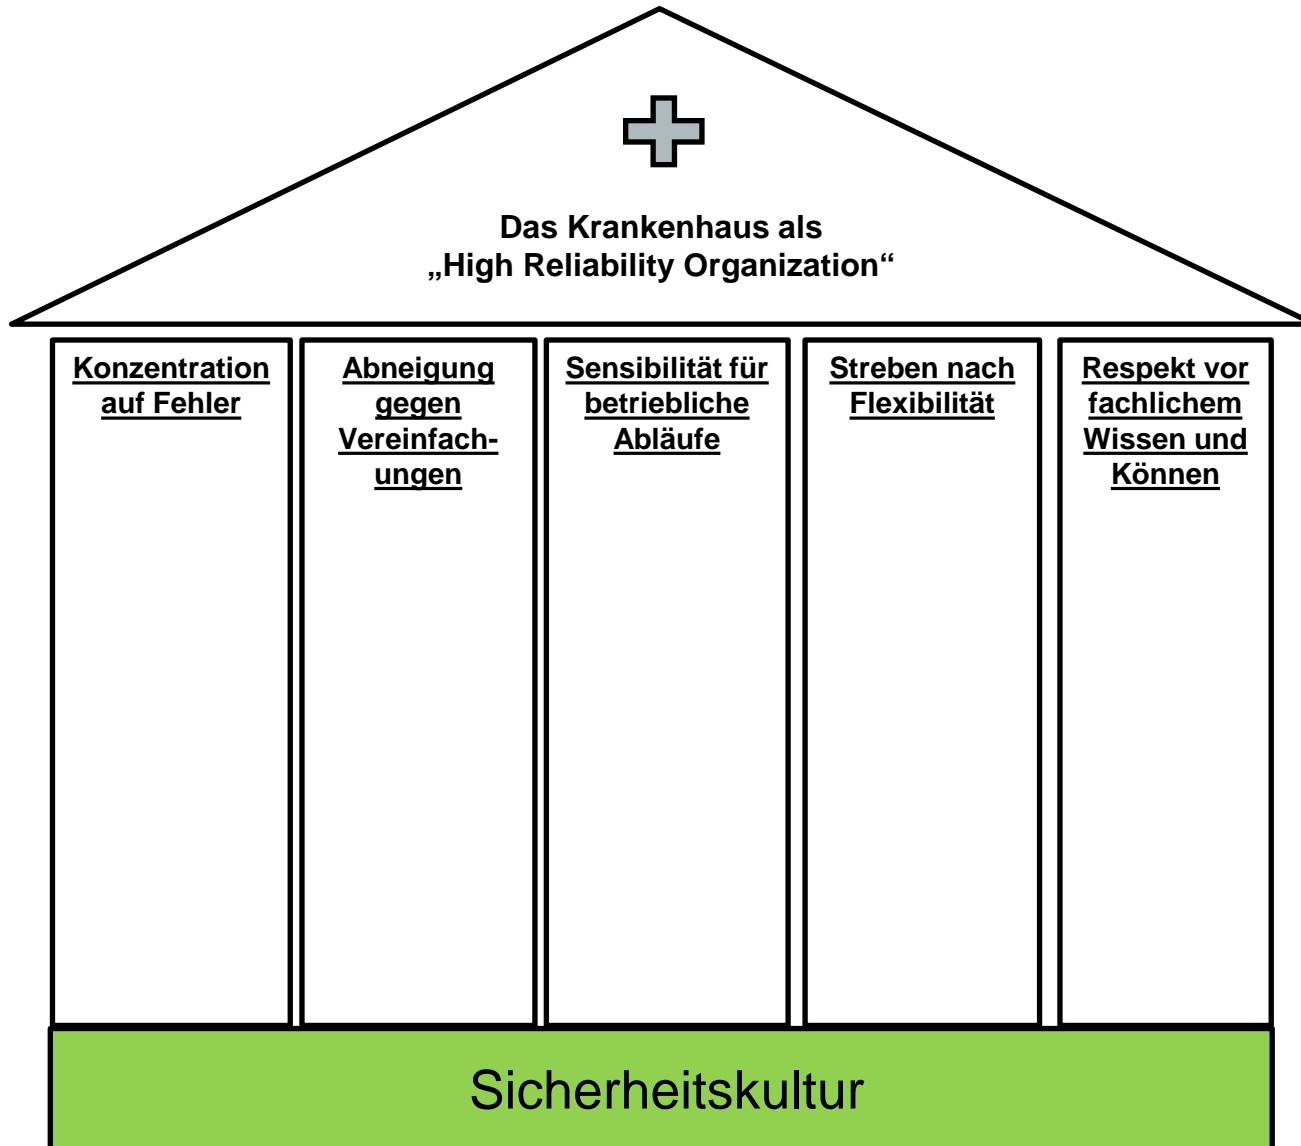 Das Krankenhaus als
„High Reliability Organization“
Konzentration
auf Fehler
Abneigung
gegen
Vereinfach-
ungen
Sensibilität für
betriebliche
Abläufe
Streben nach
Flexibilität
Respekt vor
fachlichem
Wissen und
Können
Sicherheitskultur